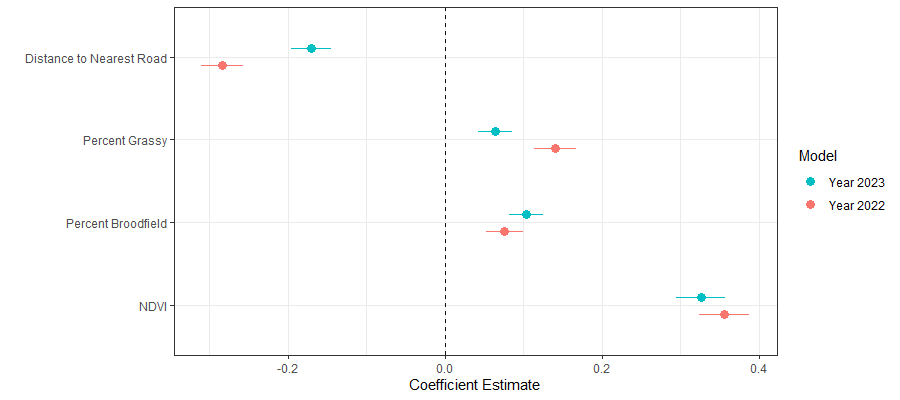 Distance to Nearest Road
Percent Grassy
Percent Broodfield
NDVI
-0.2
0.0
0.2
0.4
Coefficient Estimate
Model
Year 2023
Year 2022